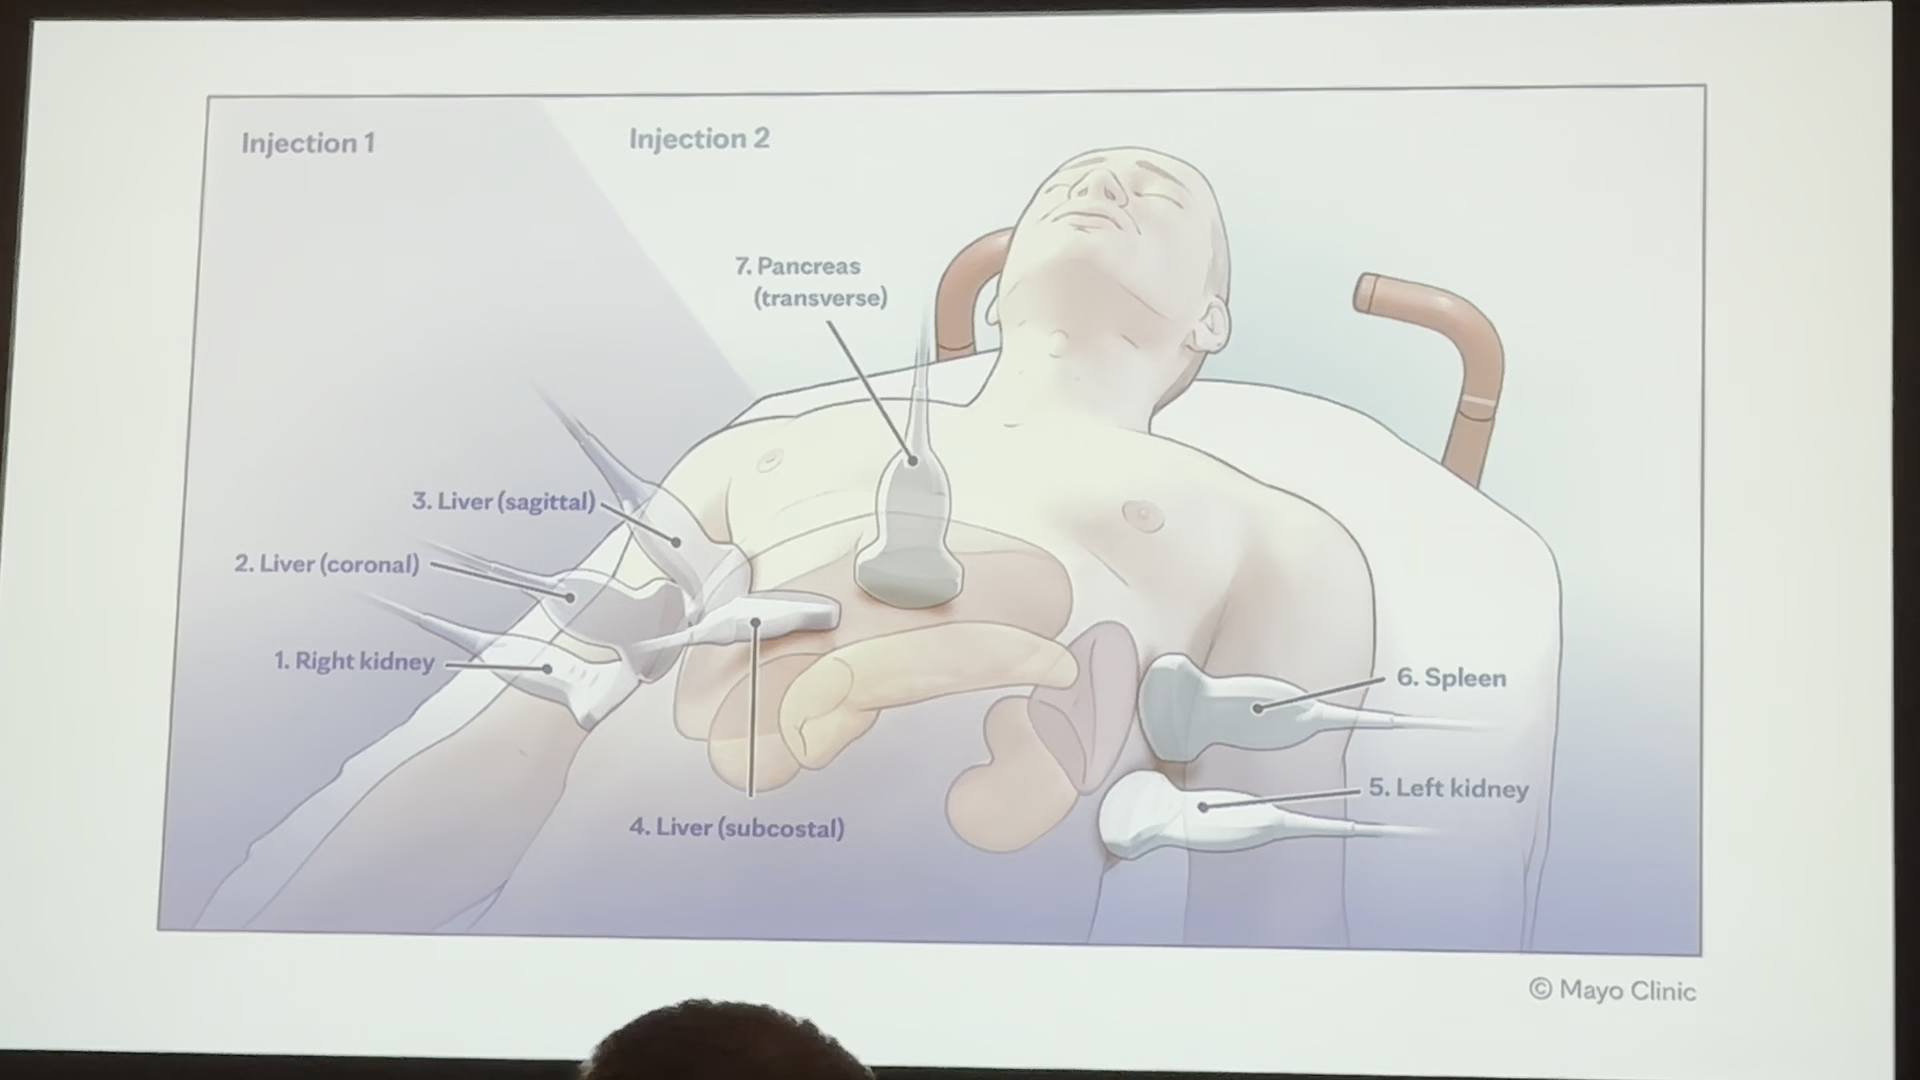 Injection 1
Injection 2
7. Pancreas
(transverse)
3. Liver (sagittal)
2. Liver (coronal)
1. Right kidney
6. Spleen
5. Left kidney
4. Liver (subcostal)
© Mayo Clinic